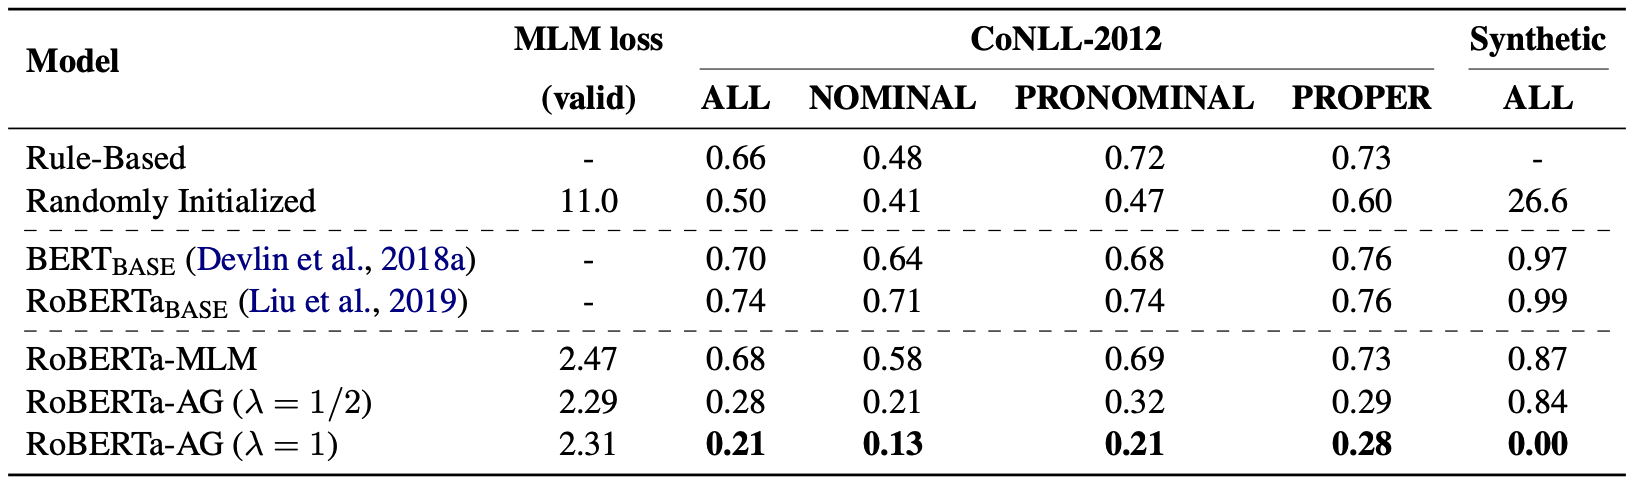 Model MLM loss CoNLL-2012 Synthetic
(valid) ALL NOMINAL PRONOMINAL PROPER ALL
Rule-Based - 0.66 0.48 0.72 0.73 -
Randomly Initialized 11.0 0.50 0.41 0.47 0.60 26.6
BERTBASE (Devlin et al., 2018a) - 0.70 0.64 0.68 0.76 0.97
RoBERTaBASE (Liu et al., 2019) - 0.74 0.71 0.74 0.76 0.99
RoBERTa-MLM 2.47 0.68 0.58 0.69 0.73 0.87
RoBERTa-AG (λ = 1/2) 2.29 0.28 0.21 0.32 0.29 0.84
RoBERTa-AG (λ = 1) 2.31 0.21 0.13 0.21 0.28 0.00